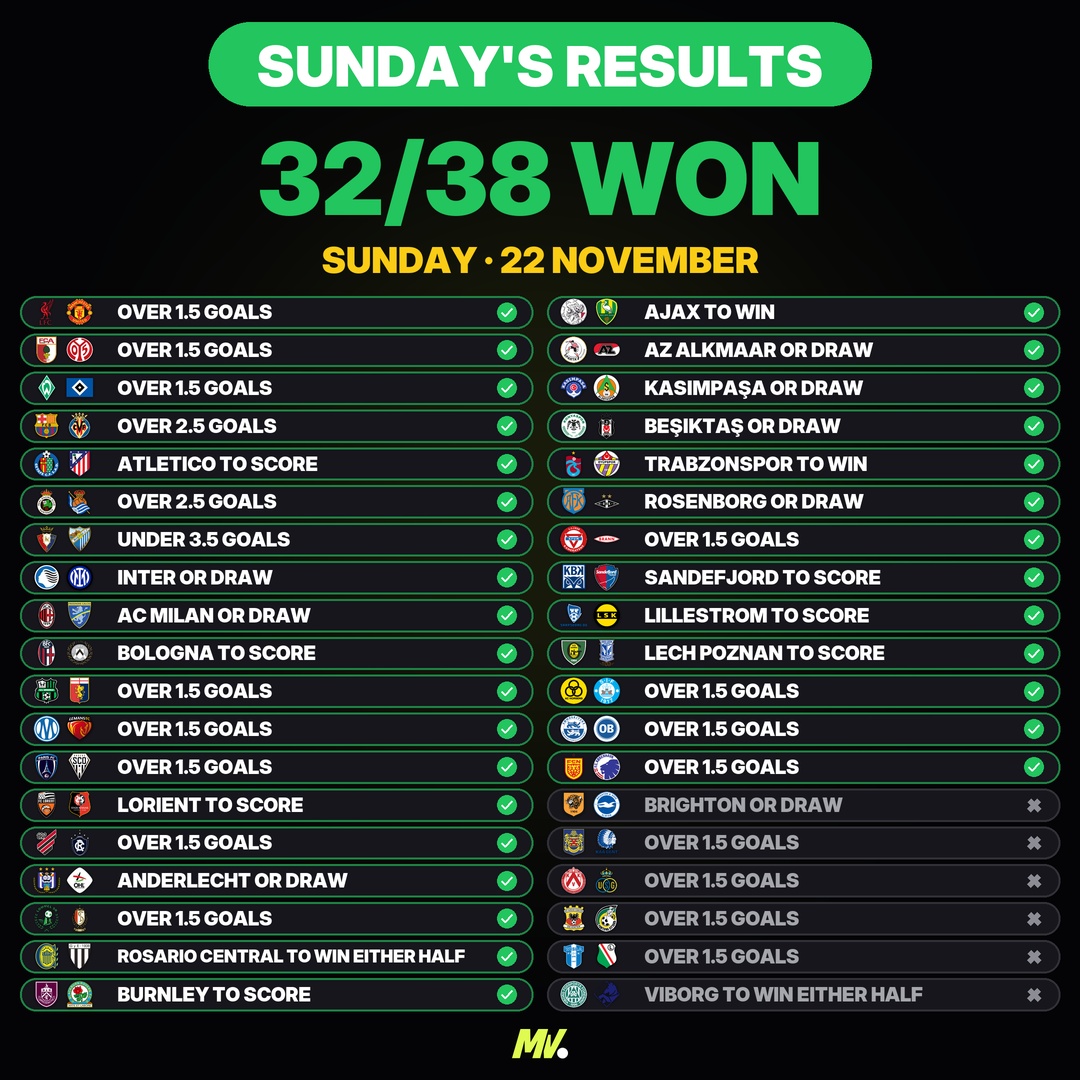 SUNDAY'S RESULTS
32/38 WON
SUNDAY · 22 NOVEMBER
OVER 1.5 GOALS
OVER 1.5 GOALS
OVER 1.5 GOALS
OVER 2.5 GOALS
ATLETICO TO SCORE
OVER 2.5 GOALS
UNDER 3.5 GOALS
INTER OR DRAW
AC MILAN OR DRAW
BOLOGNA TO SCORE
OVER 1.5 GOALS
OVER 1.5 GOALS
OVER 1.5 GOALS
LORIENT TO SCORE
OVER 1.5 GOALS
ANDERLECHT OR DRAW
OVER 1.5 GOALS
ROSARIO CENTRAL TO WIN EITHER HALF
BURNLEY TO SCORE
AJAX TO WIN
AZ ALKMAAR OR DRAW
KASIMPAŞA OR DRAW
BEŞIKTAŞ OR DRAW
TRABZONSPOR TO WIN
ROSENBORG OR DRAW
OVER 1.5 GOALS
SANDEFJORD TO SCORE
LILLESTROM TO SCORE
LECH POZNAN TO SCORE
OVER 1.5 GOALS
OVER 1.5 GOALS
OVER 1.5 GOALS
BRIGHTON OR DRAW
OVER 1.5 GOALS
OVER 1.5 GOALS
OVER 1.5 GOALS
OVER 1.5 GOALS
VIBORG TO WIN EITHER HALF
MV.